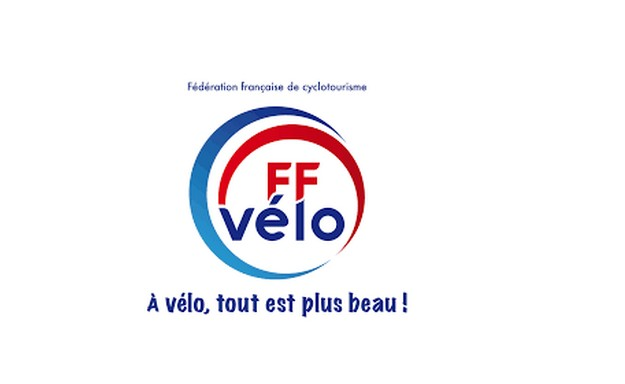 Fédération française de cyclotourisme
FF
vélo
À vélo, tout est plus beau !